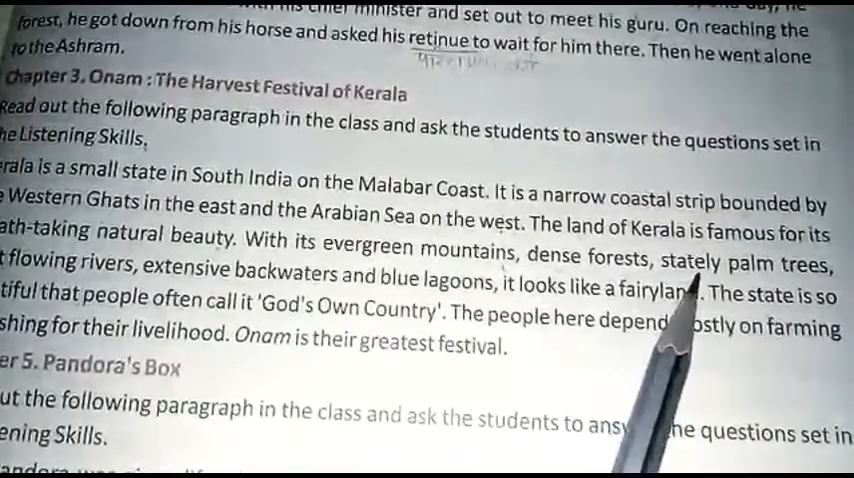 his chief minister and set out to meet his guru. On reaching the
forest, he got down from his horse and asked his retinue to wait for him there. Then he went alone
to the Ashram.
Chapter 3. Onam : The Harvest Festival of Kerala
Read out the following paragraph in the class and ask the students to answer the questions set in
he Listening Skills,
rala is a small state in South India on the Malabar Coast. It is a narrow coastal strip bounded by
e Western Ghats in the east and the Arabian Sea on the west. The land of Kerala is famous for its
ath-taking natural beauty. With its evergreen mountains, dense forests, stately palm trees,
t flowing rivers, extensive backwaters and blue lagoons, it looks like a fairylan . The state is so
tiful that people often call it 'God's Own Country'. The people here depend ostly on farming
shing for their livelihood. Onam is their greatest festival.
er 5. Pandora's Box
ut the following paragraph in the class and ask the students to ans he questions set in
ening Skills.